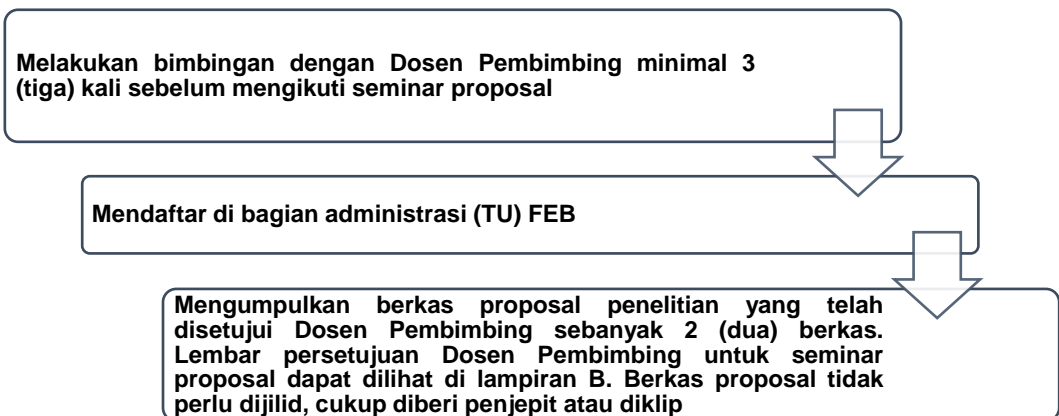 Melakukan bimbingan dengan Dosen Pembimbing minimal 3
(tiga) kali sebelum mengikuti seminar proposal
Mendaftar di bagian administrasi (TU) FEB
Mengumpulkan berkas proposal penelitian yang telah
disetujui Dosen Pembimbing sebanyak 2 (dua) berkas.
Lembar persetujuan Dosen Pembimbing untuk seminar
proposal dapat dilihat di lampiran B. Berkas proposal tidak
perlu dijilid, cukup diberi penjepit atau diklip